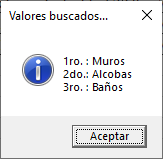 Valores buscados...
1ro. : Muros
2do.: Alcobas
3ro. : Baños
Aceptar